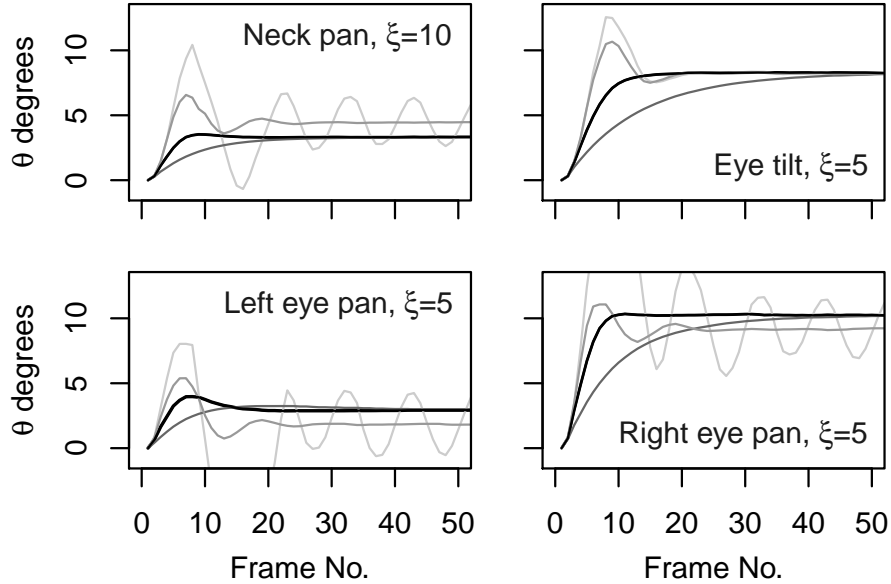 Neck pan, ξ=10
θ degrees
0
5
10
Eye tilt, ξ=5
Left eye pan, ξ=5
θ degrees
0
5
10
0
10
20
30
40
50
Frame No.
Right eye pan, ξ=5
0
10
20
30
40
50
Frame No.